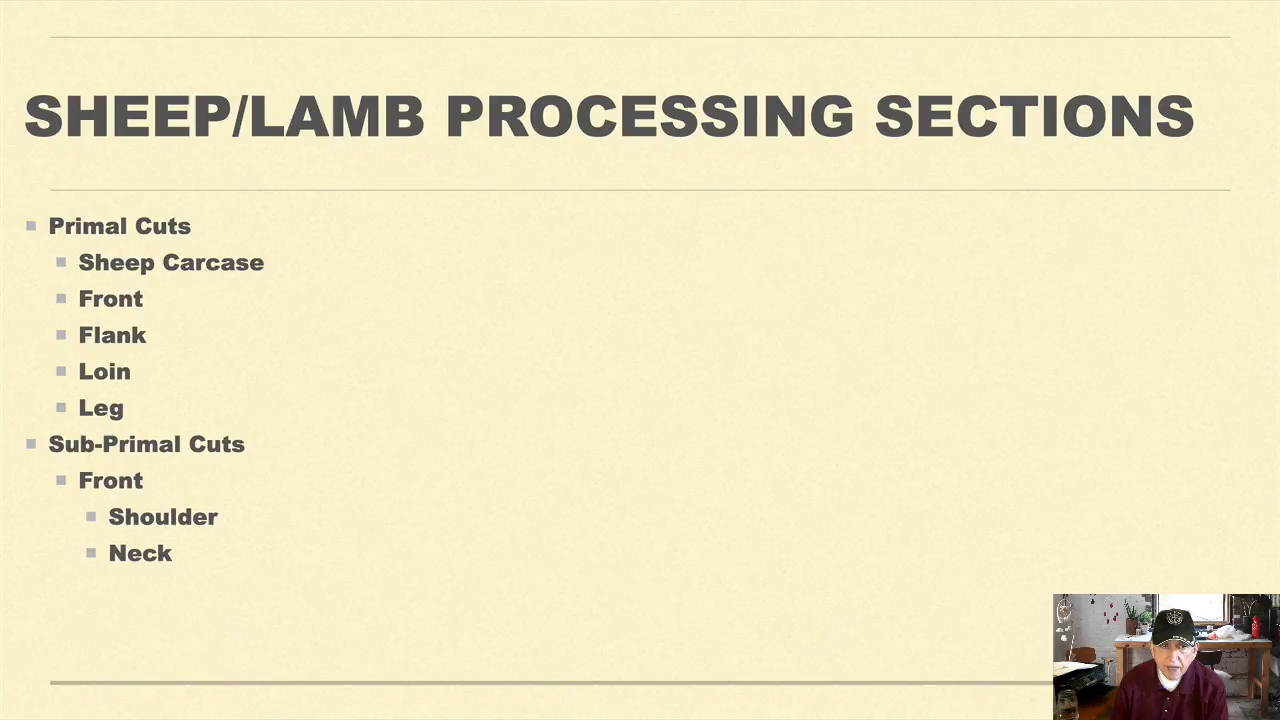 SHEEP/LAMB PROCESSING SECTIONS
Primal Cuts
Sheep Carcase
Front
Flank
Loin
Leg
Sub-Primal Cuts
Front
Shoulder
Neck